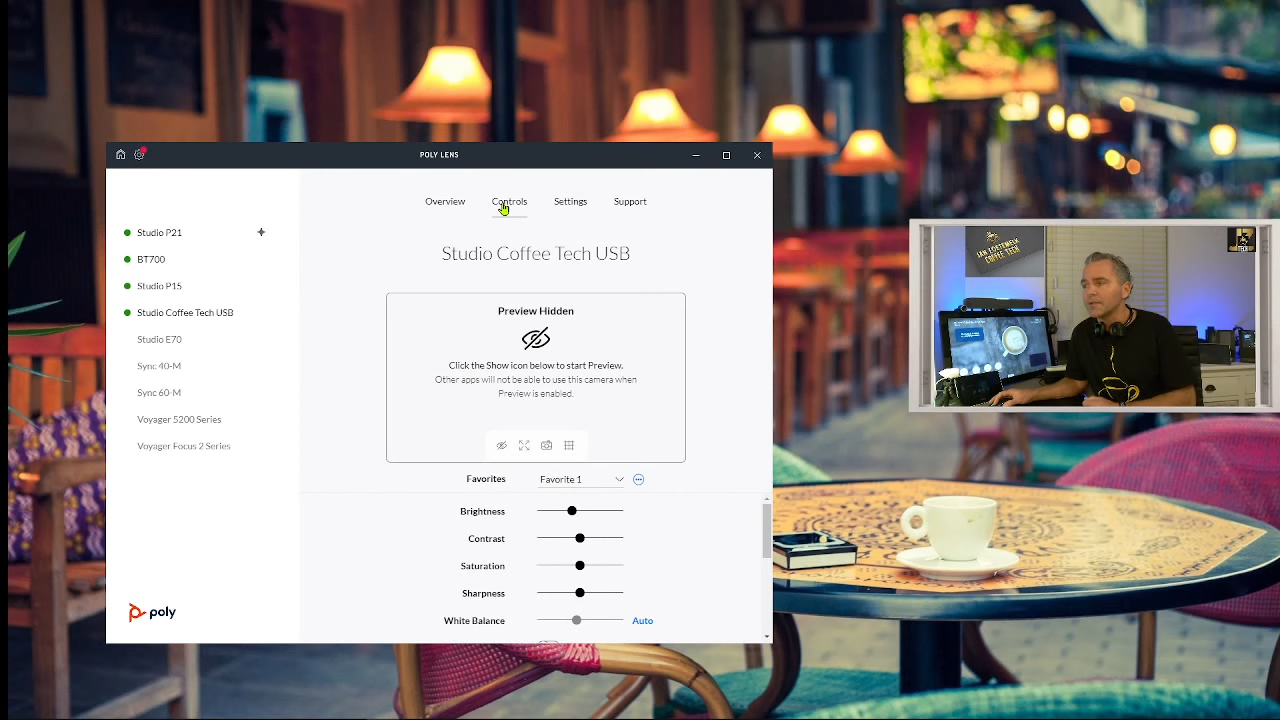 POLY LENS
Overview
Controls
Settings
Support
Studio P21
BT700
Studio P15
Studio Coffee Tech USB
Studio E70
Sync 40-M
Sync 60-M
Voyager 5200 Series
Voyager Focus 2 Series
poly
Studio Coffee Tech USB
Preview Hidden
Click the Show icon below to start Preview.
Other apps will not be able to use this camera when
Preview is enabled.
Favorites
Favorite 1
Brightness
Contrast
Saturation
Sharpness
White Balance
Auto
COFFEE TECH
TECH